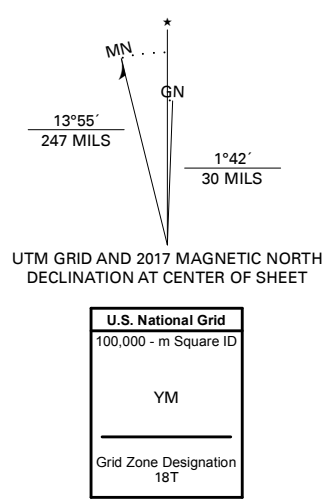 MN
GN
13°55´
247 MILS
1°42´
30 MILS
UTM GRID AND 2017 MAGNETIC NORTH
DECLINATION AT CENTER OF SHEET
U.S. National Grid
100,000 - m Square ID
YM
Grid Zone Designation
18T